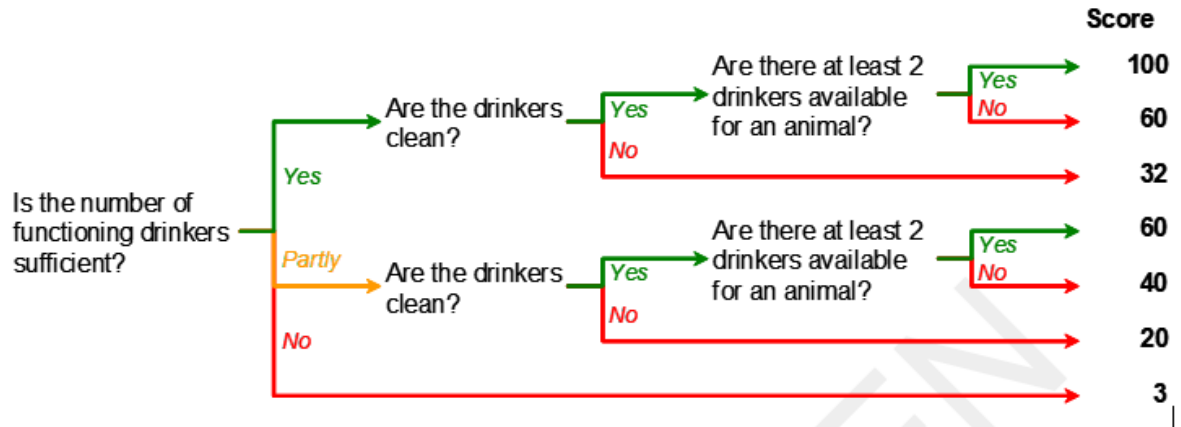 Score
Are there at least 2
drinkers available
for an animal?
Yes
100
No
60
Are the drinkers
clean?
Yes
No
32
Is the number of
functioning drinkers
sufficient?
Yes
Partly
No
Are there at least 2
drinkers available
for an animal?
Yes
60
No
40
Are the drinkers
clean?
Yes
No
20
3